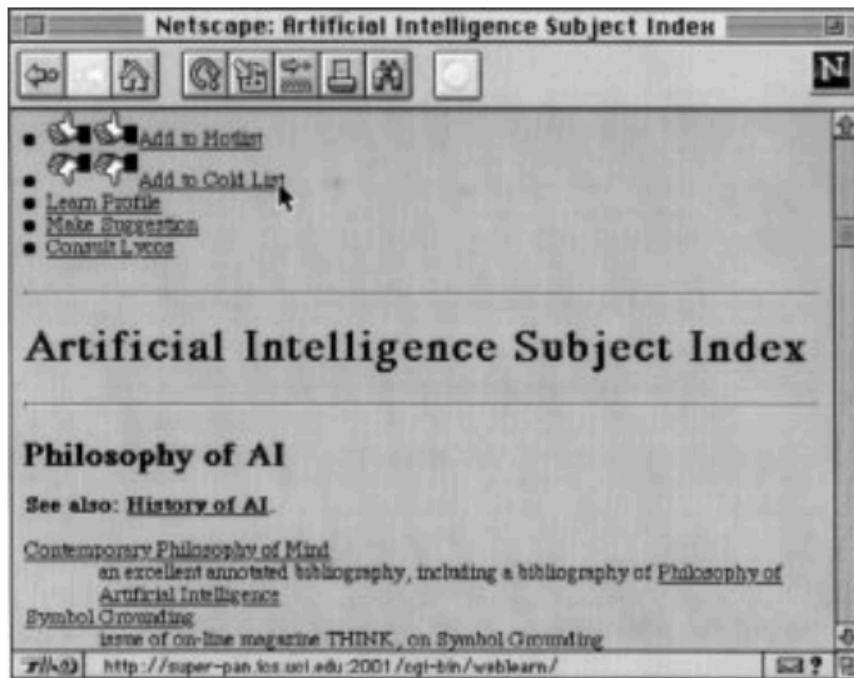 Netscape: Artificial Intelligence Subject Index
N
Add to Hotlist
Add to Cold List
Learn Profile
Make Suggestion
Consult Lycos
Artificial Intelligence Subject Index
Philosophy of AI
See also: History of AI.
Contemporary Philosophy of Mind
an excellent annotated bibliography, including a bibliography of Philosophy of
Artificial Intelligence
Symbol Grounding
issue of on-line magazine THINK, on Symbol Grounding
http://super-pan.ics.uci.edu:2001/cgi-bin/weblearn/
?